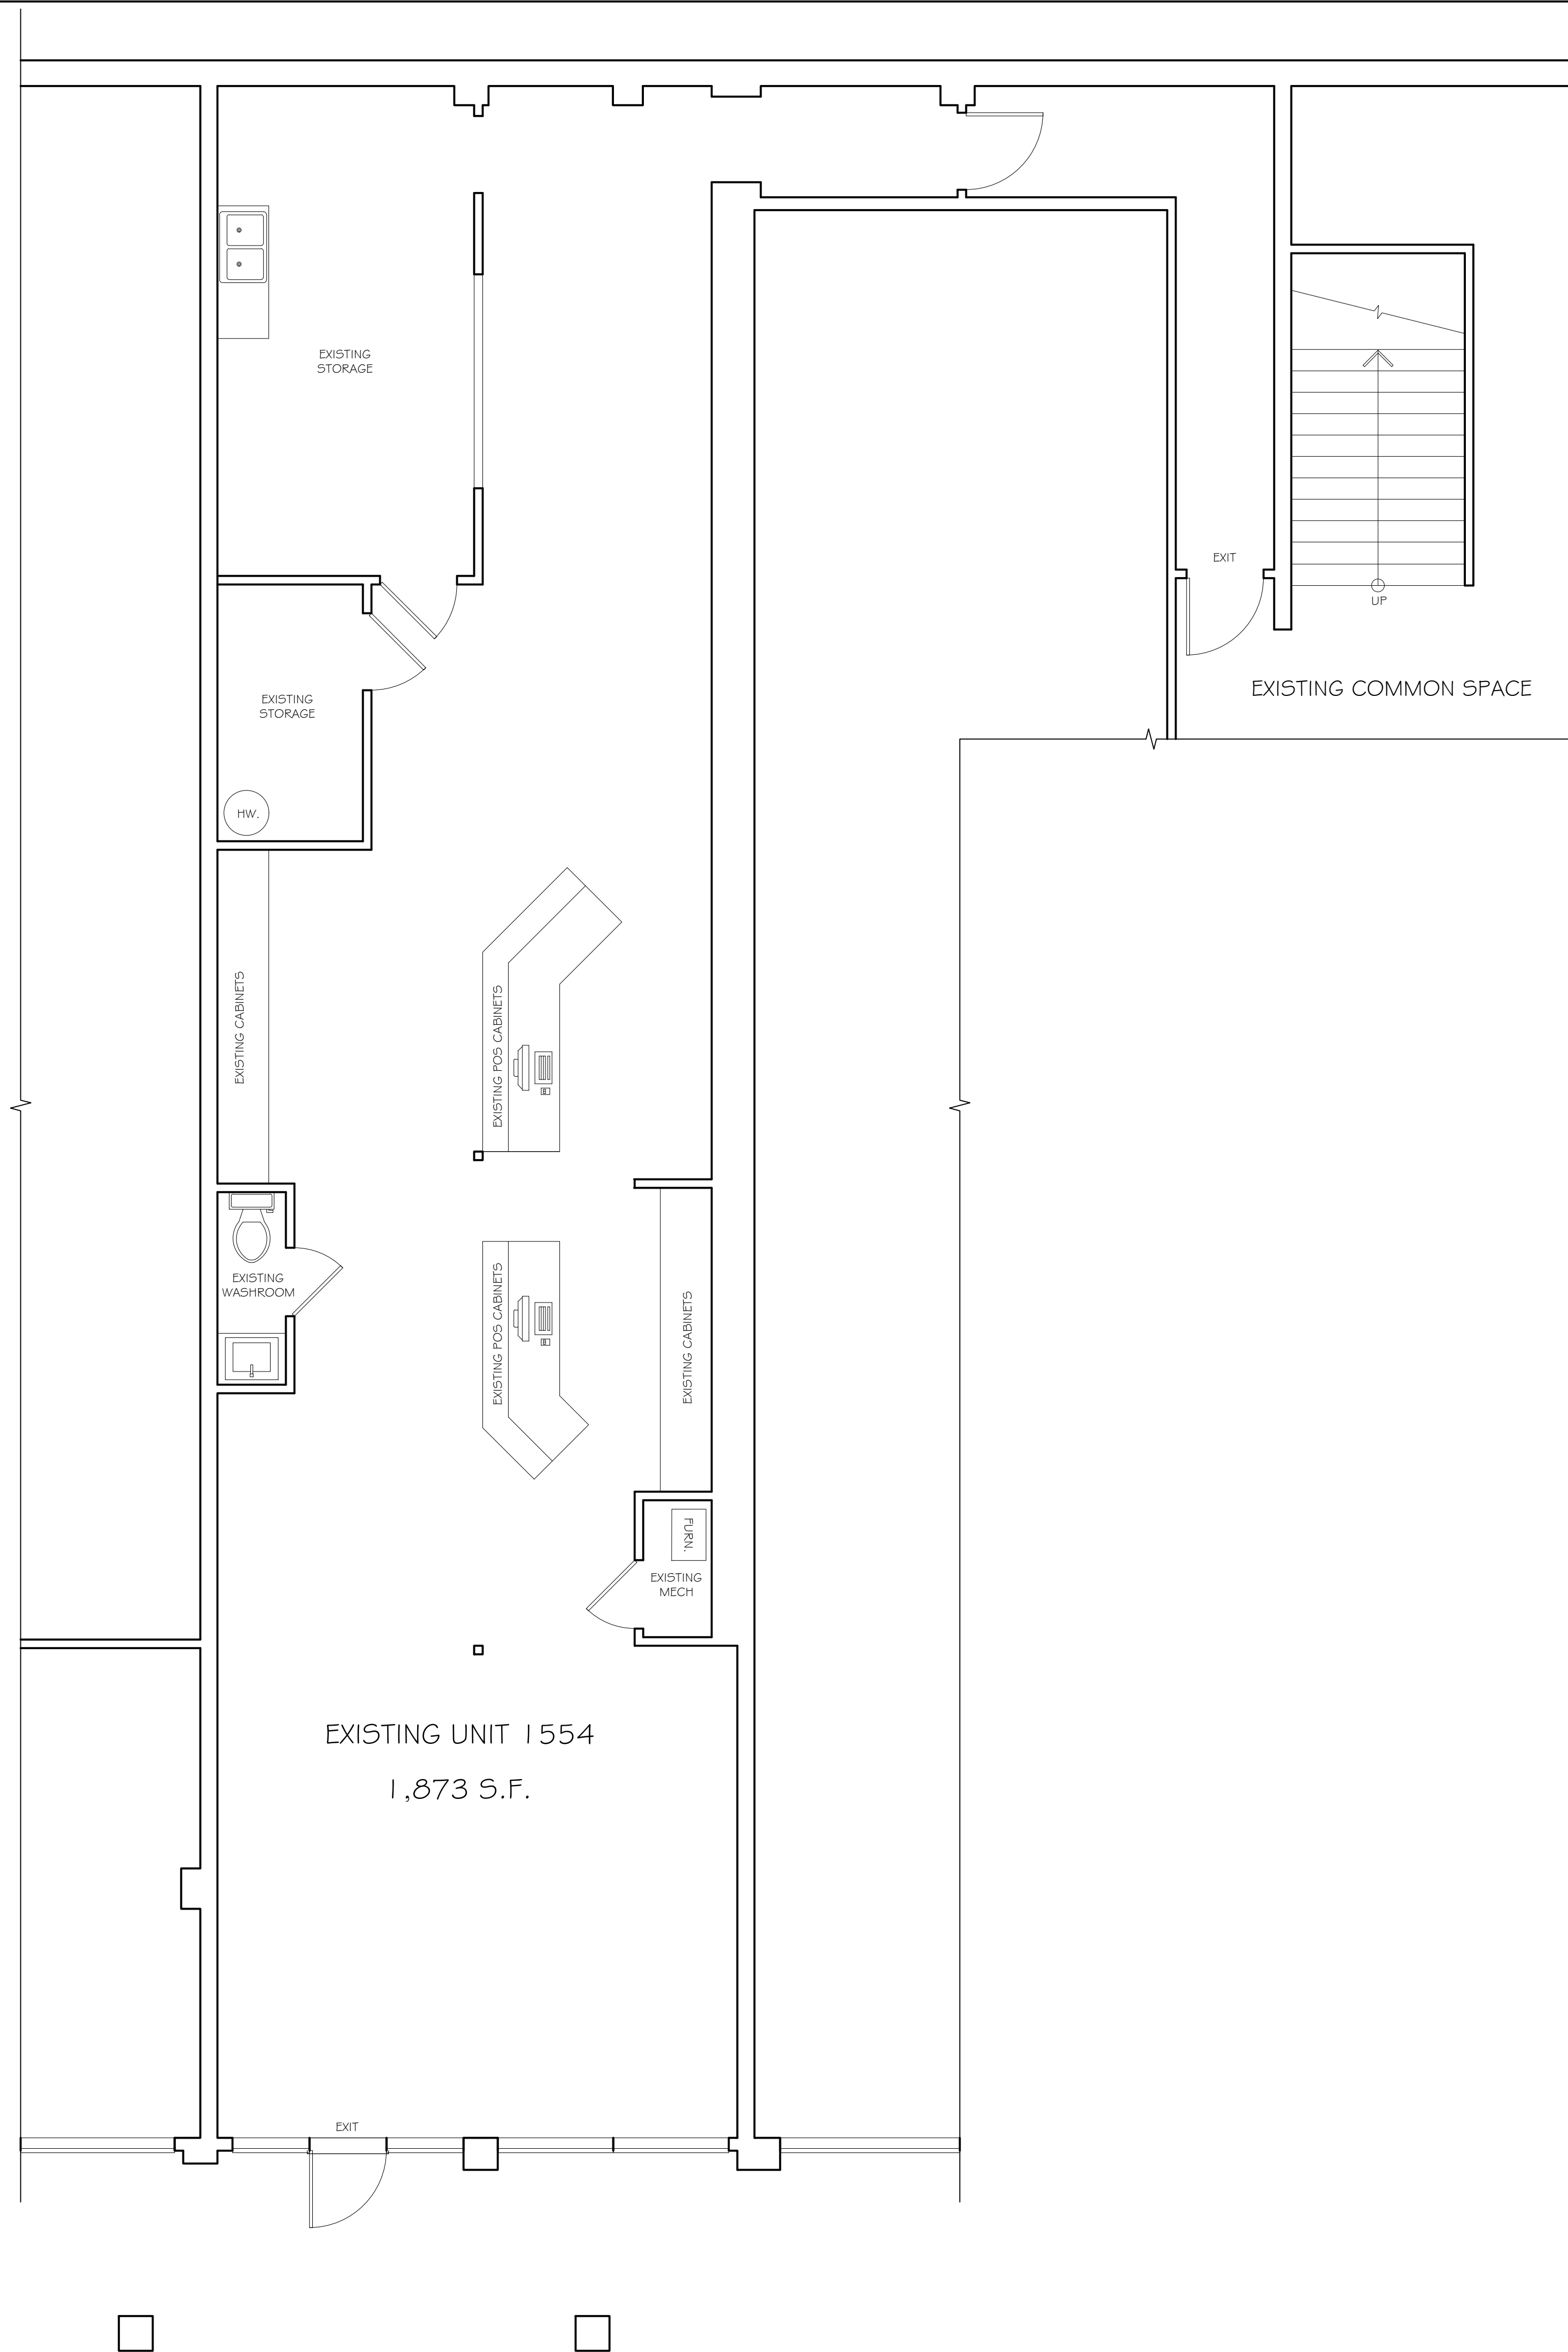 EXISTING
STORAGE
EXIT
UP
EXISTING COMMON SPACE
EXISTING
STORAGE
HW.
EXISTING CABINETS
EXISTING POS CABINETS
EXISTING
WASHROOM
EXISTING POS CABINETS
EXISTING CABINETS
FURN.
EXISTING
MECH
EXISTING UNIT 1554
1,873 S.F.
EXIT